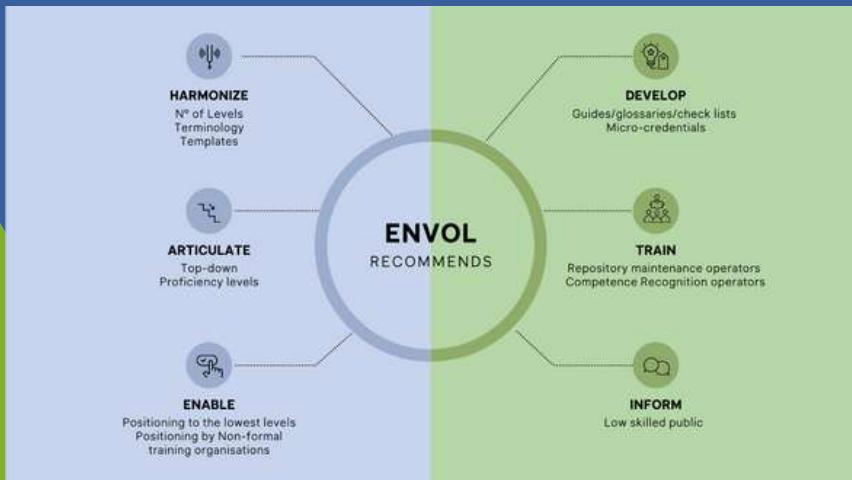 HARMONIZE
N° of Levels
Terminology
Templates
ARTICULATE
Top-down
Proficiency levels
ENABLE
Positioning to the lowest levels
Positioning by Non-formal
training organisations
ENVOL
RECOMMENDS
DEVELOP
Guides/glossaries/check lists
Micro-credentials
TRAIN
Repository maintenance operators
Competence Recognition operators
INFORM
Low skilled public